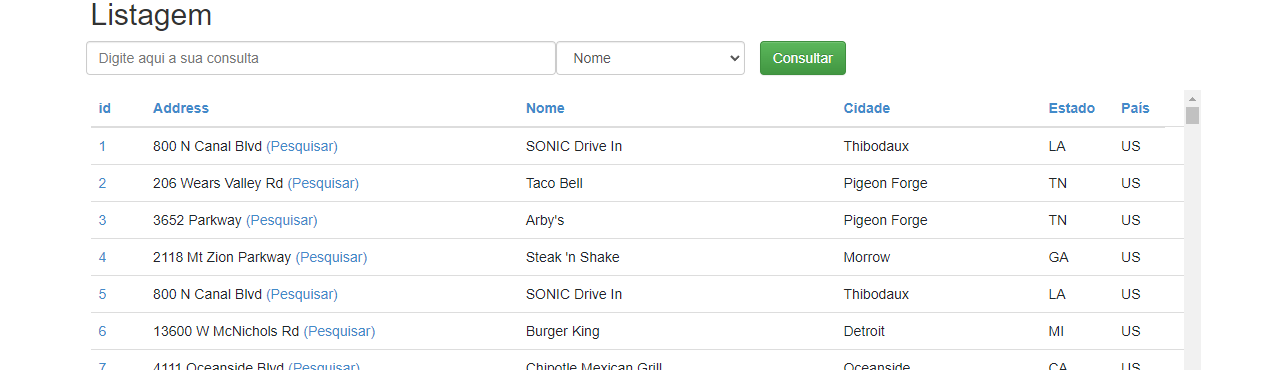 Listagem
Digite aqui a sua consulta Nome Consultar
id Address Nome Cidade Estado País
1 800 N Canal Blvd (Pesquisar) SONIC Drive In Thibodaux LA US
2 206 Wears Valley Rd (Pesquisar) Taco Bell Pigeon Forge TN US
3 3652 Parkway (Pesquisar) Arby's Pigeon Forge TN US
4 2118 Mt Zion Parkway (Pesquisar) Steak 'n Shake Morrow GA US
5 800 N Canal Blvd (Pesquisar) SONIC Drive In Thibodaux LA US
6 13600 W McNichols Rd (Pesquisar) Burger King Detroit MI US
7 4111 Oceanside Blvd (Pesquisar) Chipotle Mexican Grill Oceanside CA US